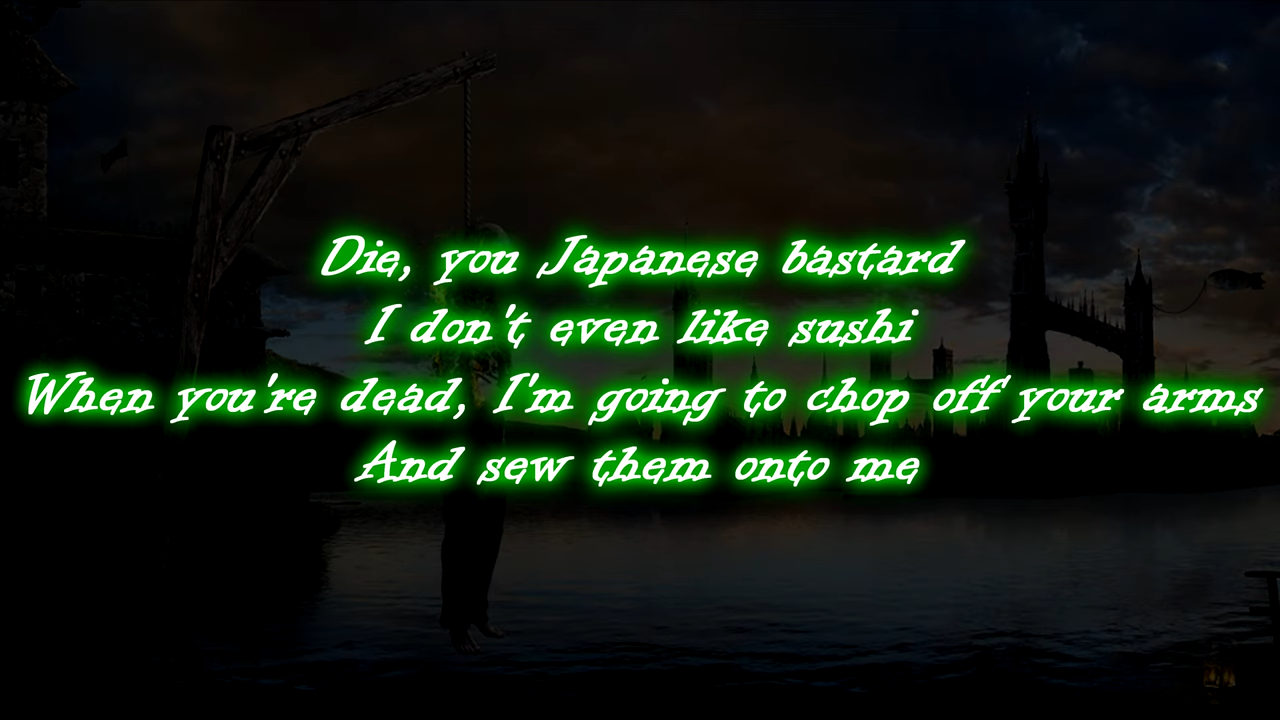 Die, you Japanese bastard
I don't even like sushi
When you're dead, I'm going to chop off your arms
And sew them onto me